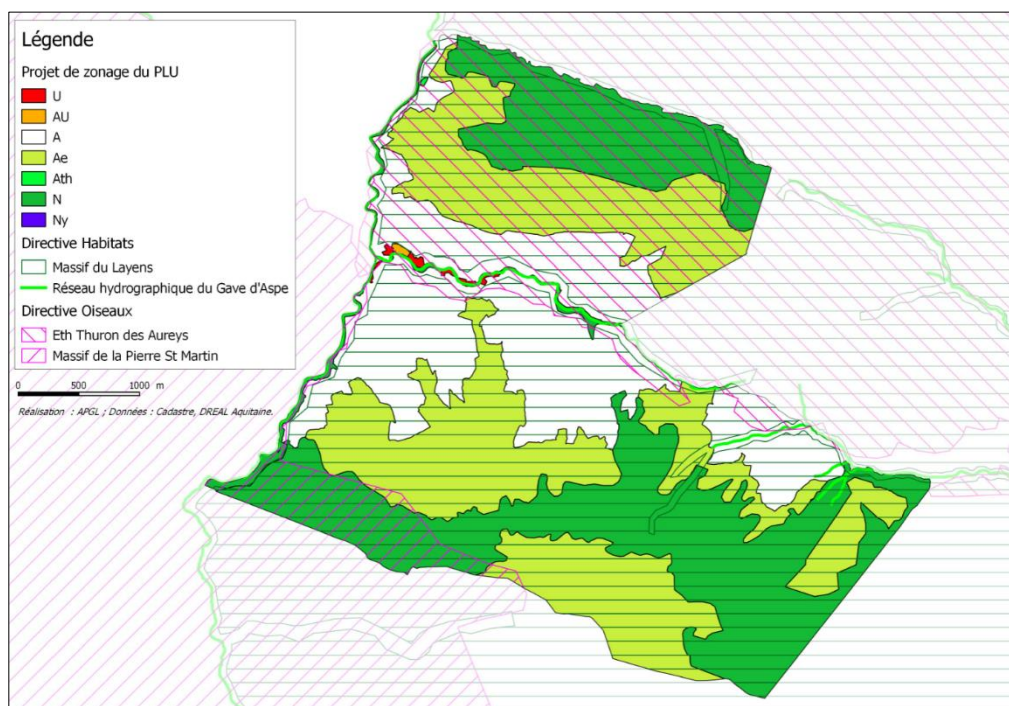 Légende
Projet de zonage du PLU
U
AU
A
Ae
Ath
N
Ny
Directive Habitats
Massif du Layens
Réseau hydrographique du Gave d'Aspe
Directive Oiseaux
Eth Thuron des Aureys
Massif de la Pierre St Martin
0 500 1000 m
Réalisation : APGL ; Données : Cadastre, DREAL Aquitaine.